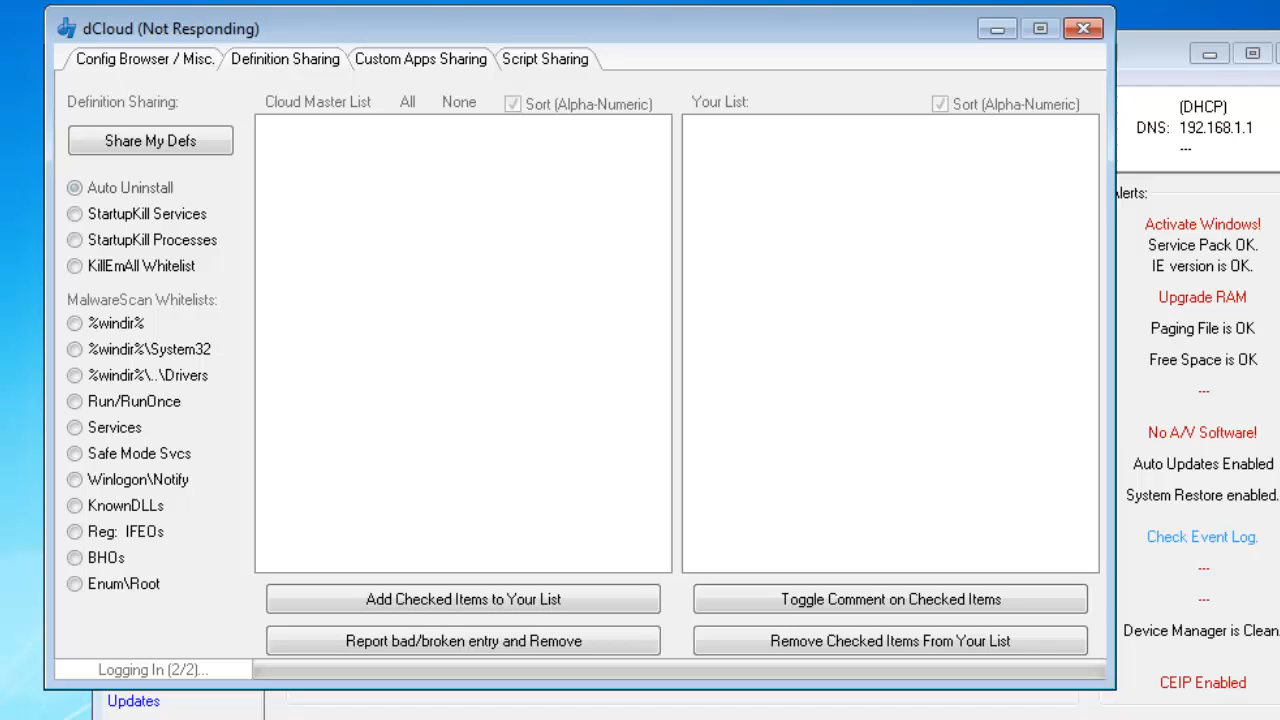 dCloud (Not Responding)
Config Browser / Misc.
Definition Sharing
Custom Apps Sharing
Script Sharing
Definition Sharing:
Cloud Master List
All
None
Sort (Alpha-Numeric)
Your List:
Sort (Alpha-Numeric)
Share My Defs
Auto Uninstall
StartupKill Services
StartupKill Processes
KillEmAll Whitelist
MalwareScan Whitelists:
%windir%
%windir%\System32
%windir%\..\Drivers
Run/RunOnce
Services
Safe Mode Svcs
Winlogon\Notify
KnownDLLs
Reg: IFEOs
BHOs
Enum\Root
Add Checked Items to Your List
Toggle Comment on Checked Items
Report bad/broken entry and Remove
Remove Checked Items From Your List
Logging In (2/2)...
Updates
(DHCP)
DNS: 192.168.1.1
---
Alerts:
Activate Windows!
Service Pack OK.
IE version is OK.
Upgrade RAM
Paging File is OK
Free Space is OK
---
No A/V Software!
Auto Updates Enabled
System Restore enabled.
Check Event Log.
---
---
Device Manager is Clean.
CEIP Enabled